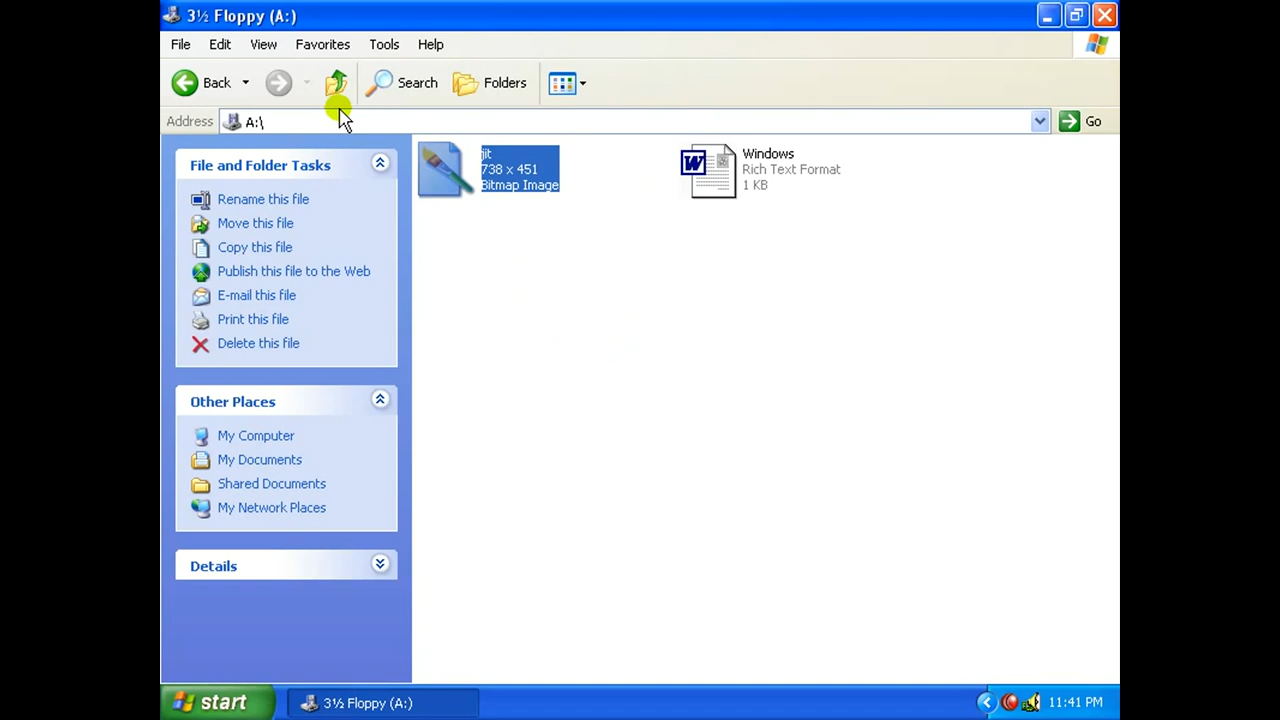 3½ Floppy (A:)
File Edit View Favorites Tools Help
Back Search Folders
Address A:\ Go
File and Folder Tasks
Rename this file
Move this file
Copy this file
Publish this file to the Web
E-mail this file
Print this file
Delete this file
Other Places
My Computer
My Documents
Shared Documents
My Network Places
Details
jit
738 x 451
Bitmap Image
W
Windows
Rich Text Format
1 KB
start
3½ Floppy (A:)
11:41 PM